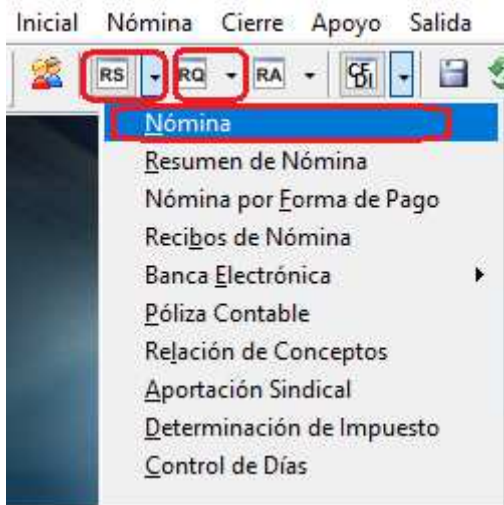 Inicial Nómina Cierre Apoyo Salida
RS RQ RA CFDI
Nómina
Resumen de Nómina
Nómina por Forma de Pago
Recibos de Nómina
Banca Electrónica
Póliza Contable
Relación de Conceptos
Aportación Sindical
Determinación de Impuesto
Control de Días